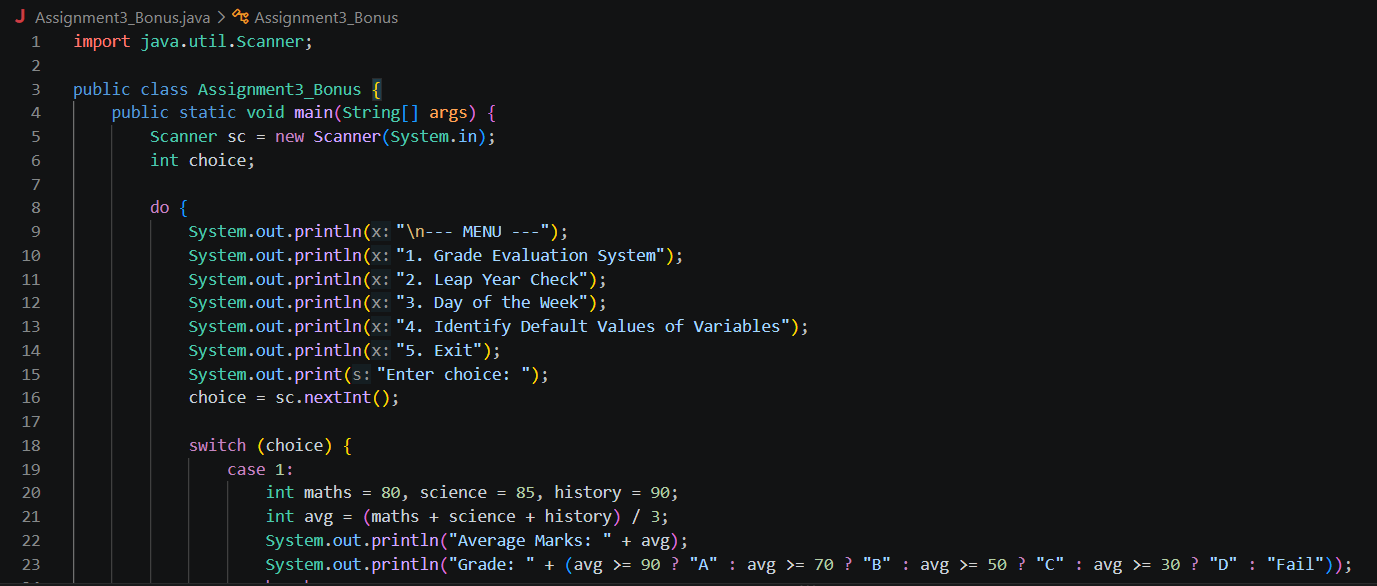 Assignment3_Bonus.java > Assignment3_Bonus
1 import java.util.Scanner;
2
3 public class Assignment3_Bonus {
4 public static void main(String[] args) {
5 Scanner sc = new Scanner(System.in);
6 int choice;
7
8 do {
9 System.out.println(x: "\n--- MENU ---");
10 System.out.println(x: "1. Grade Evaluation System");
11 System.out.println(x: "2. Leap Year Check");
12 System.out.println(x: "3. Day of the Week");
13 System.out.println(x: "4. Identify Default Values of Variables");
14 System.out.println(x: "5. Exit");
15 System.out.print(s: "Enter choice: ");
16 choice = sc.nextInt();
17
18 switch (choice) {
19 case 1:
20 int maths = 80, science = 85, history = 90;
21 int avg = (maths + science + history) / 3;
22 System.out.println("Average Marks: " + avg);
23 System.out.println("Grade: " + (avg >= 90 ? "A" : avg >= 70 ? "B" : avg >= 50 ? "C" : avg >= 30 ? "D" : "Fail"));